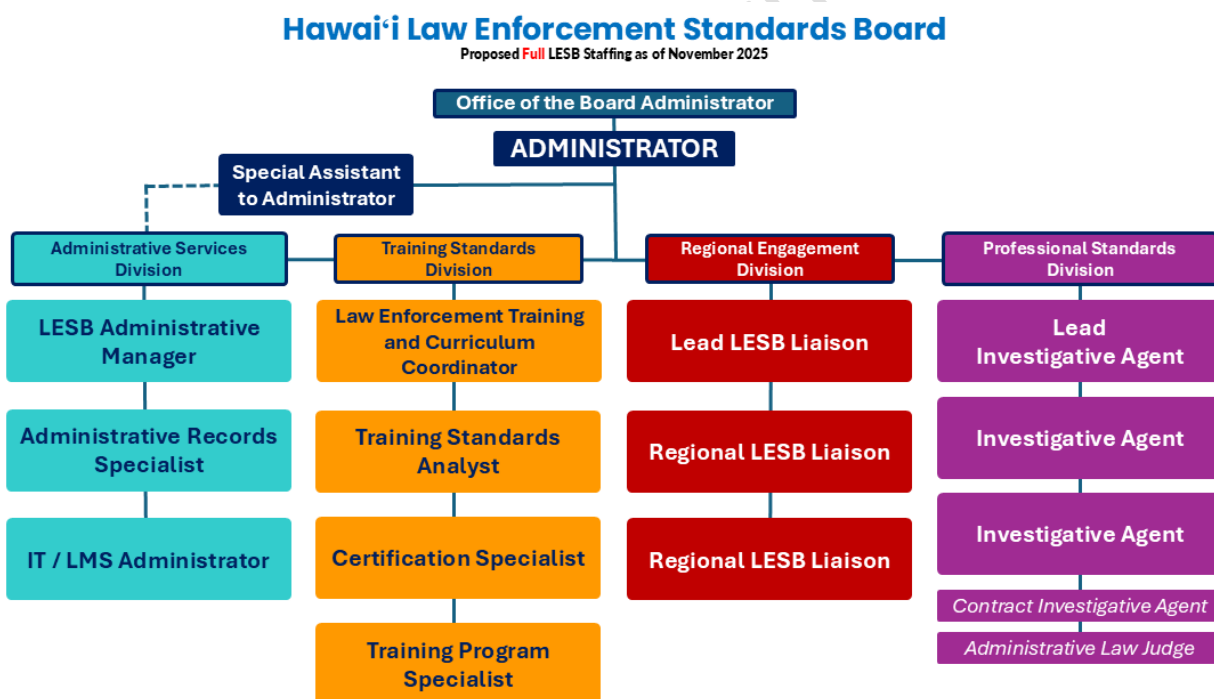 Hawaiʻi Law Enforcement Standards Board
Proposed Full LESB Staffing as of November 2025
Office of the Board Administrator
ADMINISTRATOR
Special Assistant
to Administrator
Administrative Services
Division
Training Standards
Division
Regional Engagement
Division
Professional Standards
Division
LESB Administrative
Manager
Law Enforcement Training
and Curriculum
Coordinator
Lead LESB Liaison
Lead
Investigative Agent
Administrative Records
Specialist
Training Standards
Analyst
Regional LESB Liaison
Investigative Agent
IT / LMS Administrator
Certification Specialist
Regional LESB Liaison
Investigative Agent
Contract Investigative Agent
Administrative Law Judge
Training Program
Specialist